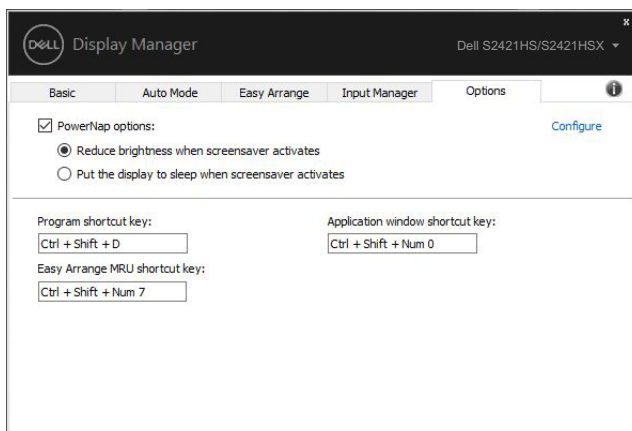 x
DELL Display Manager Dell S2421HS/S2421HSX
Basic Auto Mode Easy Arrange Input Manager Options i
PowerNap options: Configure
Reduce brightness when screensaver activates
Put the display to sleep when screensaver activates
Program shortcut key: Application window shortcut key:
Ctrl + Shift + D Ctrl + Shift + Num 0
Easy Arrange MRU shortcut key:
Ctrl + Shift + Num 7